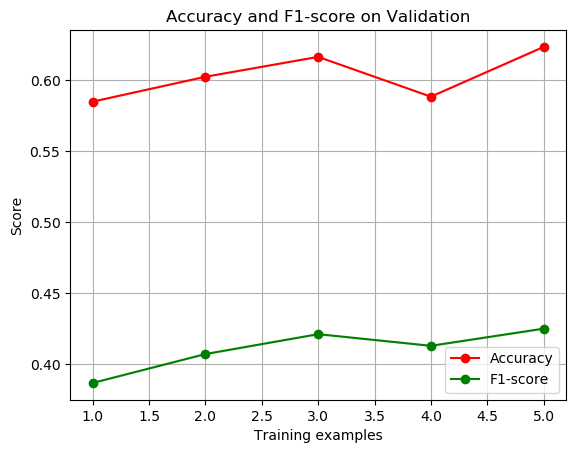 Accuracy and F1-score on Validation
Score
0.60
0.55
0.50
0.45
0.40
Accuracy
F1-score
1.0 1.5 2.0 2.5 3.0 3.5 4.0 4.5 5.0
Training examples